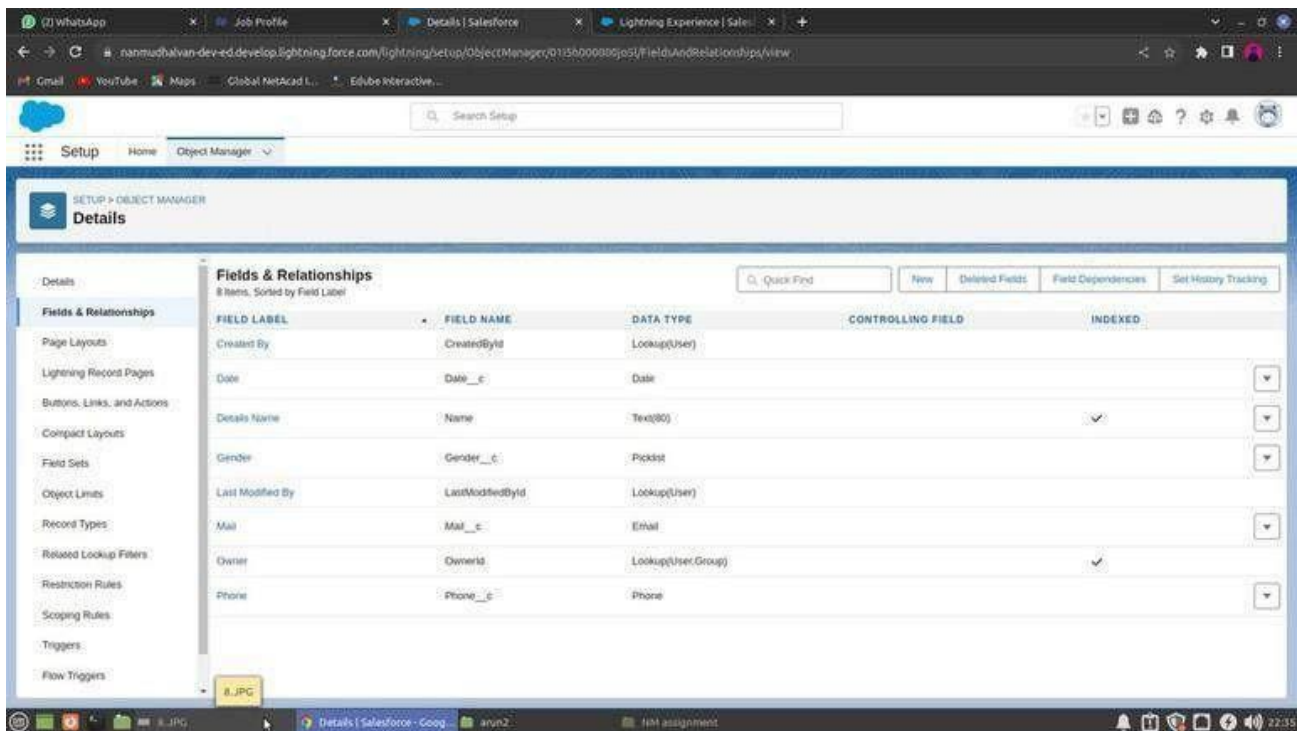 (2) WhatsApp
Job Profile
Details | Salesforce
Lightning Experience | Sales
nanmudhalvan-dev-ed.develop.lightning.force.com/lightning/setup/ObjectManager/
Gmail YouTube Maps Global NetAcad L... Edube Interactive...
Search Setup
Setup Home Object Manager
SETUP > OBJECT MANAGER
Details
Details
Fields & Relationships
Page Layouts
Lightning Record Pages
Buttons, Links, and Actions
Compact Layouts
Field Sets
Object Limits
Record Types
Related Lookup Filters
Restriction Rules
Scoping Rules
Triggers
Flow Triggers
Fields & Relationships
8 Items, Sorted by Field Label
Quick Find New Deleted Fields Field Dependencies Set History Tracking
FIELD LABEL FIELD NAME DATA TYPE CONTROLLING FIELD INDEXED
Created By CreatedById Lookup(User)
Date Date__c Date
Details Name Name Text(80)
Gender Gender__c Picklist
Last Modified By LastModifiedById Lookup(User)
Mail Mail__c Email
Owner OwnerId Lookup(User,Group)
Phone Phone__c Phone
8.JPG
8.JPG Details | Salesforce - Goog... arun2 NM assignment 22:35